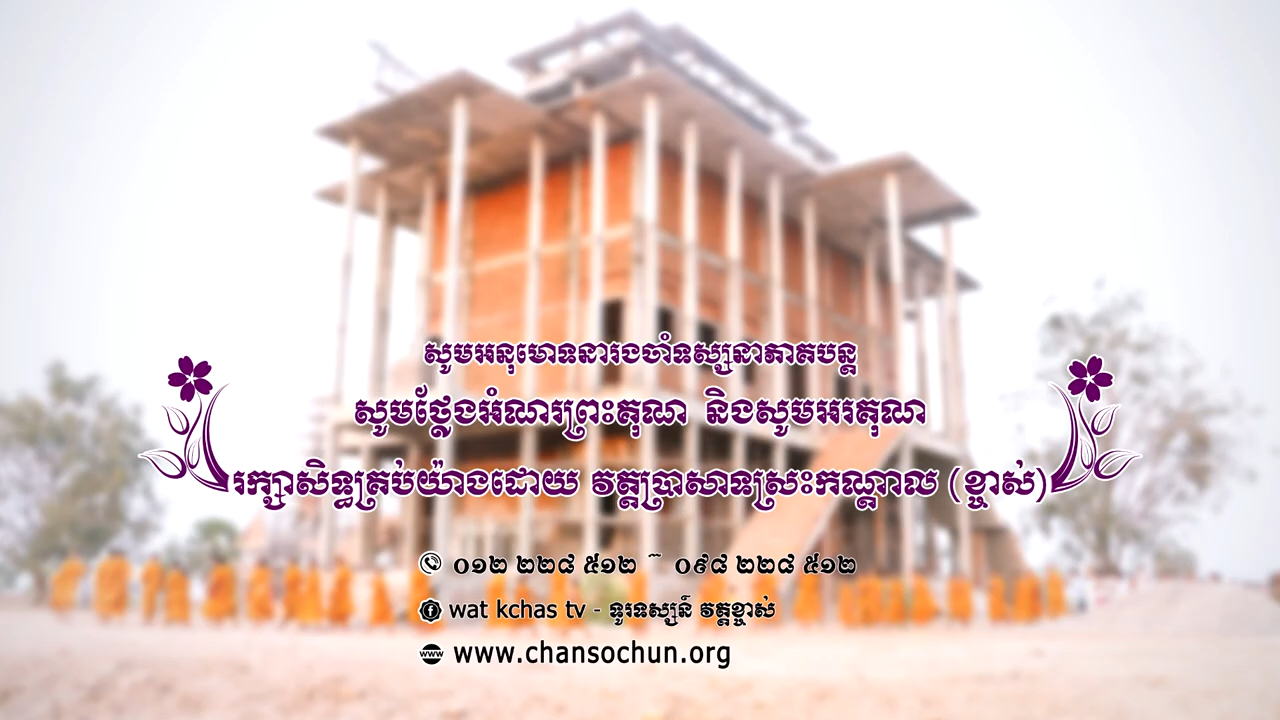 សូមអនុមោទនារងចាំទស្សនាភាគបន្ត
សូមថ្លែងអំណរព្រះគុណ និងសូមអរគុណ
រក្សាសិទ្ធគ្រប់យ៉ាងដោយ វត្តប្រាសាទស្រះកណ្ដាល (ខ្ចាស់)
០១២ ២២៨ ៥១២ ~ ០៩៨ ២២៨ ៥១២
wat kchas tv - ទូរទស្សន៍ វត្តខ្ចាស់
www.chansochun.org